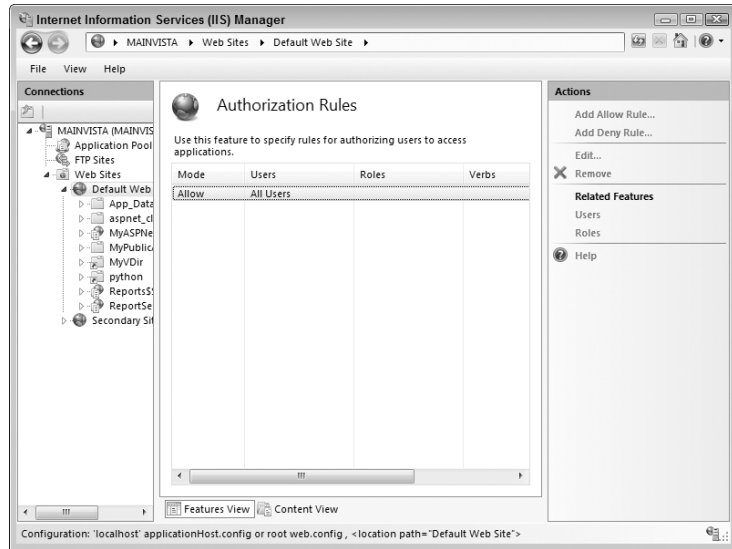 Internet Information Services (IIS) Manager
MAINVISTA Web Sites Default Web Site
File View Help
Connections
MAINVISTA (MAINVIS
Application Pool
FTP Sites
Web Sites
Default Web
App_Data
aspnet_cl
MyASPNe
MyPublic
MyVDir
python
Reports$
ReportSe
Secondary Sit
Authorization Rules
Use this feature to specify rules for authorizing users to access
applications.
Mode Users Roles Verbs
Allow All Users
Features View Content View
Actions
Add Allow Rule...
Add Deny Rule...
Edit...
Remove
Related Features
Users
Roles
Help
Configuration: 'localhost' applicationHost.config or root web.config , <location path="Default Web Site">